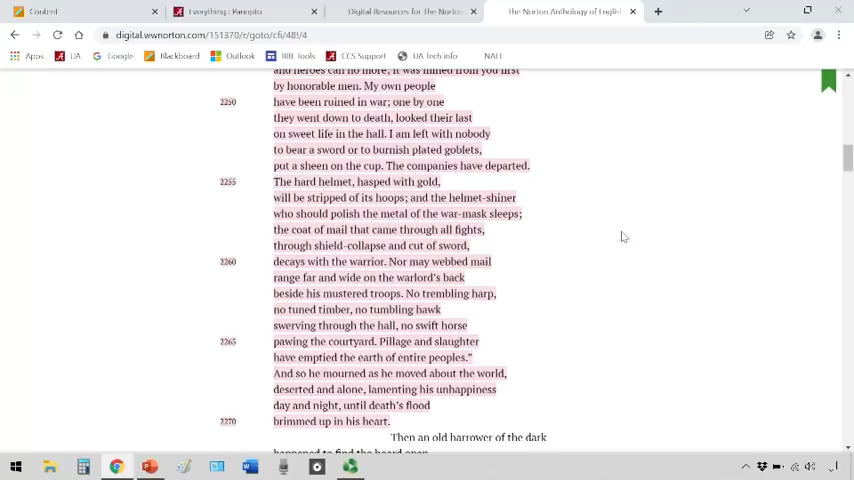 Content
Everything : Panopto
Digital Resources for The Norton
The Norton Anthology of English
digital.wwnorton.com/151370/r/goto/cfi/48!/4
Apps
UA
Google
Blackboard
Outlook
BBL Tools
CCS Support
UA Tech info
NAEL
and heroes can no more; it was mined from you first
by honorable men. My own people
2250 have been ruined in war; one by one
they went down to death, looked their last
on sweet life in the hall. I am left with nobody
to bear a sword or to burnish plated goblets,
put a sheen on the cup. The companies have departed.
2255 The hard helmet, hasped with gold,
will be stripped of its hoops; and the helmet-shiner
who should polish the metal of the war-mask sleeps;
the coat of mail that came through all fights,
through shield-collapse and cut of sword,
2260 decays with the warrior. Nor may webbed mail
range far and wide on the warlord's back
beside his mustered troops. No trembling harp,
no tuned timber, no tumbling hawk
swerving through the hall, no swift horse
2265 pawing the courtyard. Pillage and slaughter
have emptied the earth of entire peoples."
And so he mourned as he moved about the world,
deserted and alone, lamenting his unhappiness
day and night, until death's flood
2270 brimmed up in his heart.
Then an old harrower of the dark
happened to find the hoard open